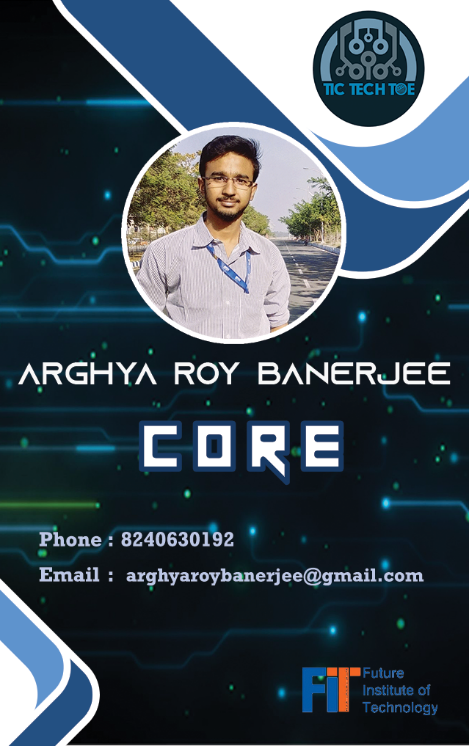 TIC TECH TOE
ARGHYA ROY BANERJEE
CORE
Phone : 8240630192
Email : arghyaroybanerjee@gmail.com
FIT
Future
Institute of
Technology